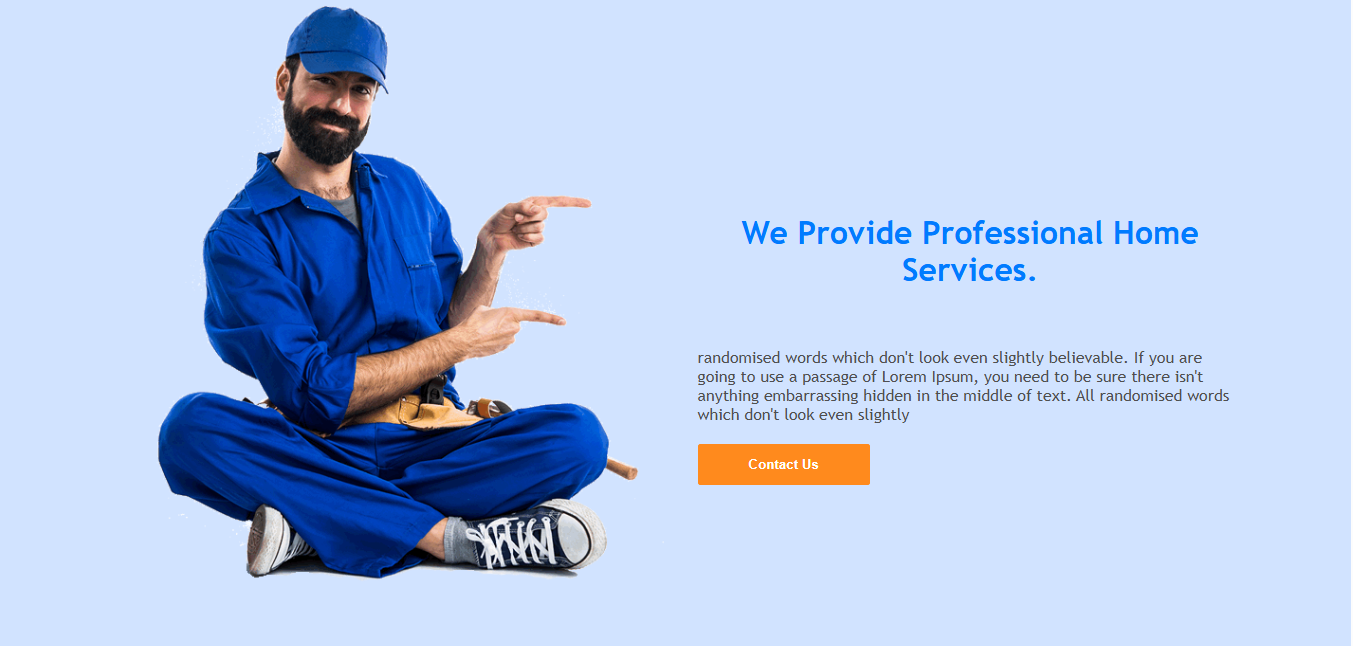 We Provide Professional Home
Services.
randomised words which don't look even slightly believable. If you are
going to use a passage of Lorem Ipsum, you need to be sure there isn't
anything embarrassing hidden in the middle of text. All randomised words
which don't look even slightly
Contact Us